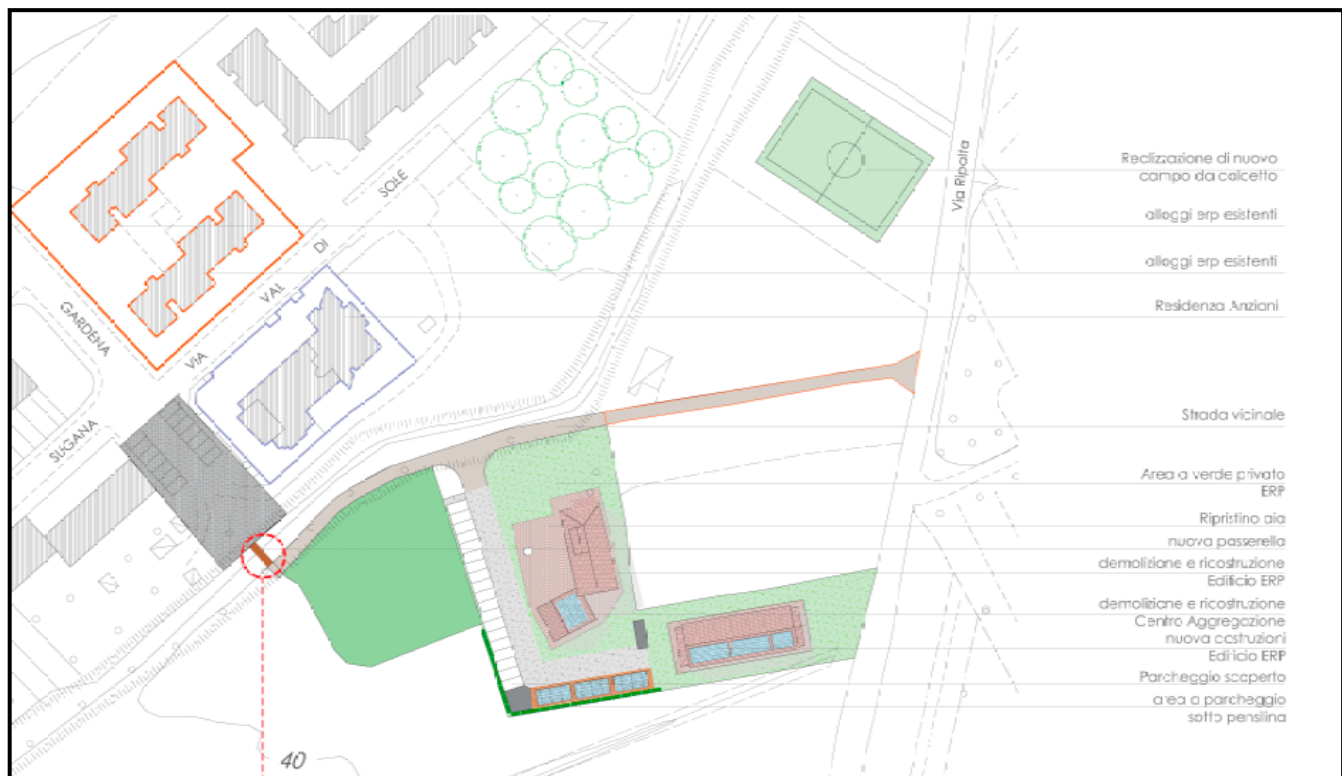 SOLE
DI
VAL
VIA
GARDENA
SUGANA
Via Ripalta
40
Realizzazione di nuovo
campo da calcetto
alloggi erp esistenti
alloggi erp esistenti
Residenza Anziani
Strada vicinale
Area a verde privato
ERP
Ripristino aia
nuova passerella
demolizione e ricostruzione
Edificio ERP
demolizione e ricostruzione
Centro Aggregazione
nuova costruzioni
Edificio ERP
Parcheggio scoperto
area a parcheggio
sotto pensilina